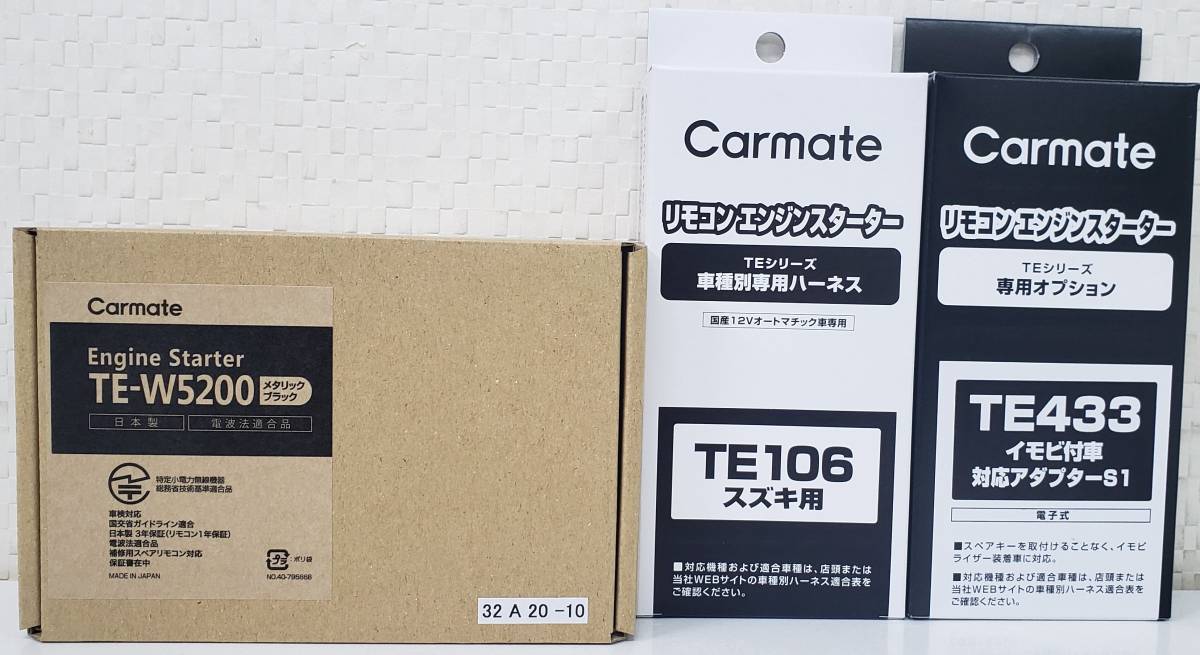 Carmate
Engine Starter
TE-W5200 メタリック
ブラック
日本製 電波法適合品
特定小電力無線機器
総務省技術基準適合品
車検対応
国交省ガイドライン適合
日本製 3年保証(リモコン1年保証)
電波法適合品
補修用スペアリモコン対応
保証書在中
MADE IN JAPAN
プラ :ポリ袋
NO.40-795668
32 A 20 -10
Carmate
リモコンエンジンスターター
TEシリーズ
車種別専用ハーネス
国産12Vオートマチック車専用
TE106
スズキ用
■対応機種および適合車種は、店頭または
当社WEBサイトの車種別ハーネス適合表を
ご確認ください。
Carmate
リモコンエンジンスターター
TEシリーズ
専用オプション
TE433
イモビ付車
対応アダプターS1
電子式
■スペアキーを取付けることなく、イモビ
ライザー装着車に対応。
■対応機種および適合車種は、店頭または
当社WEBサイトの車種別ハーネス適合表を
ご確認ください。